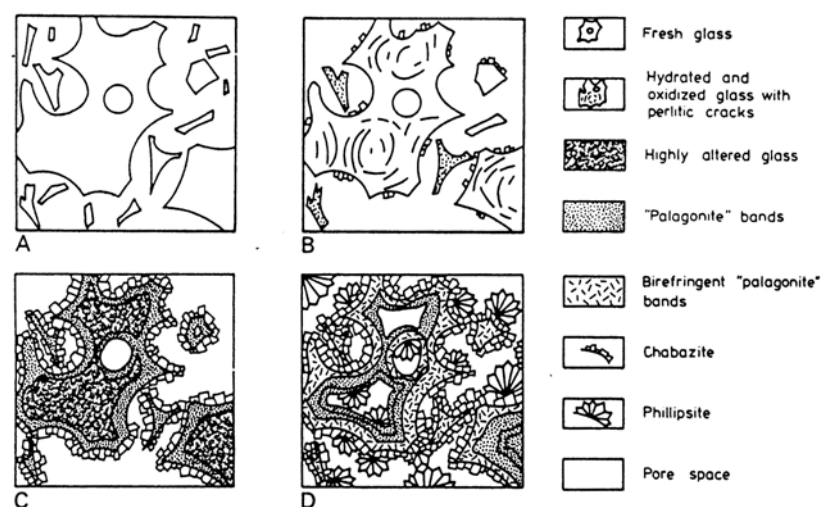 A
B
C
D
Fresh glass
Hydrated and
oxidized glass with
perlitic cracks
Highly altered glass
"Palagonite" bands
Birefringent "palagonite"
bands
Chabazite
Phillipsite
Pore space